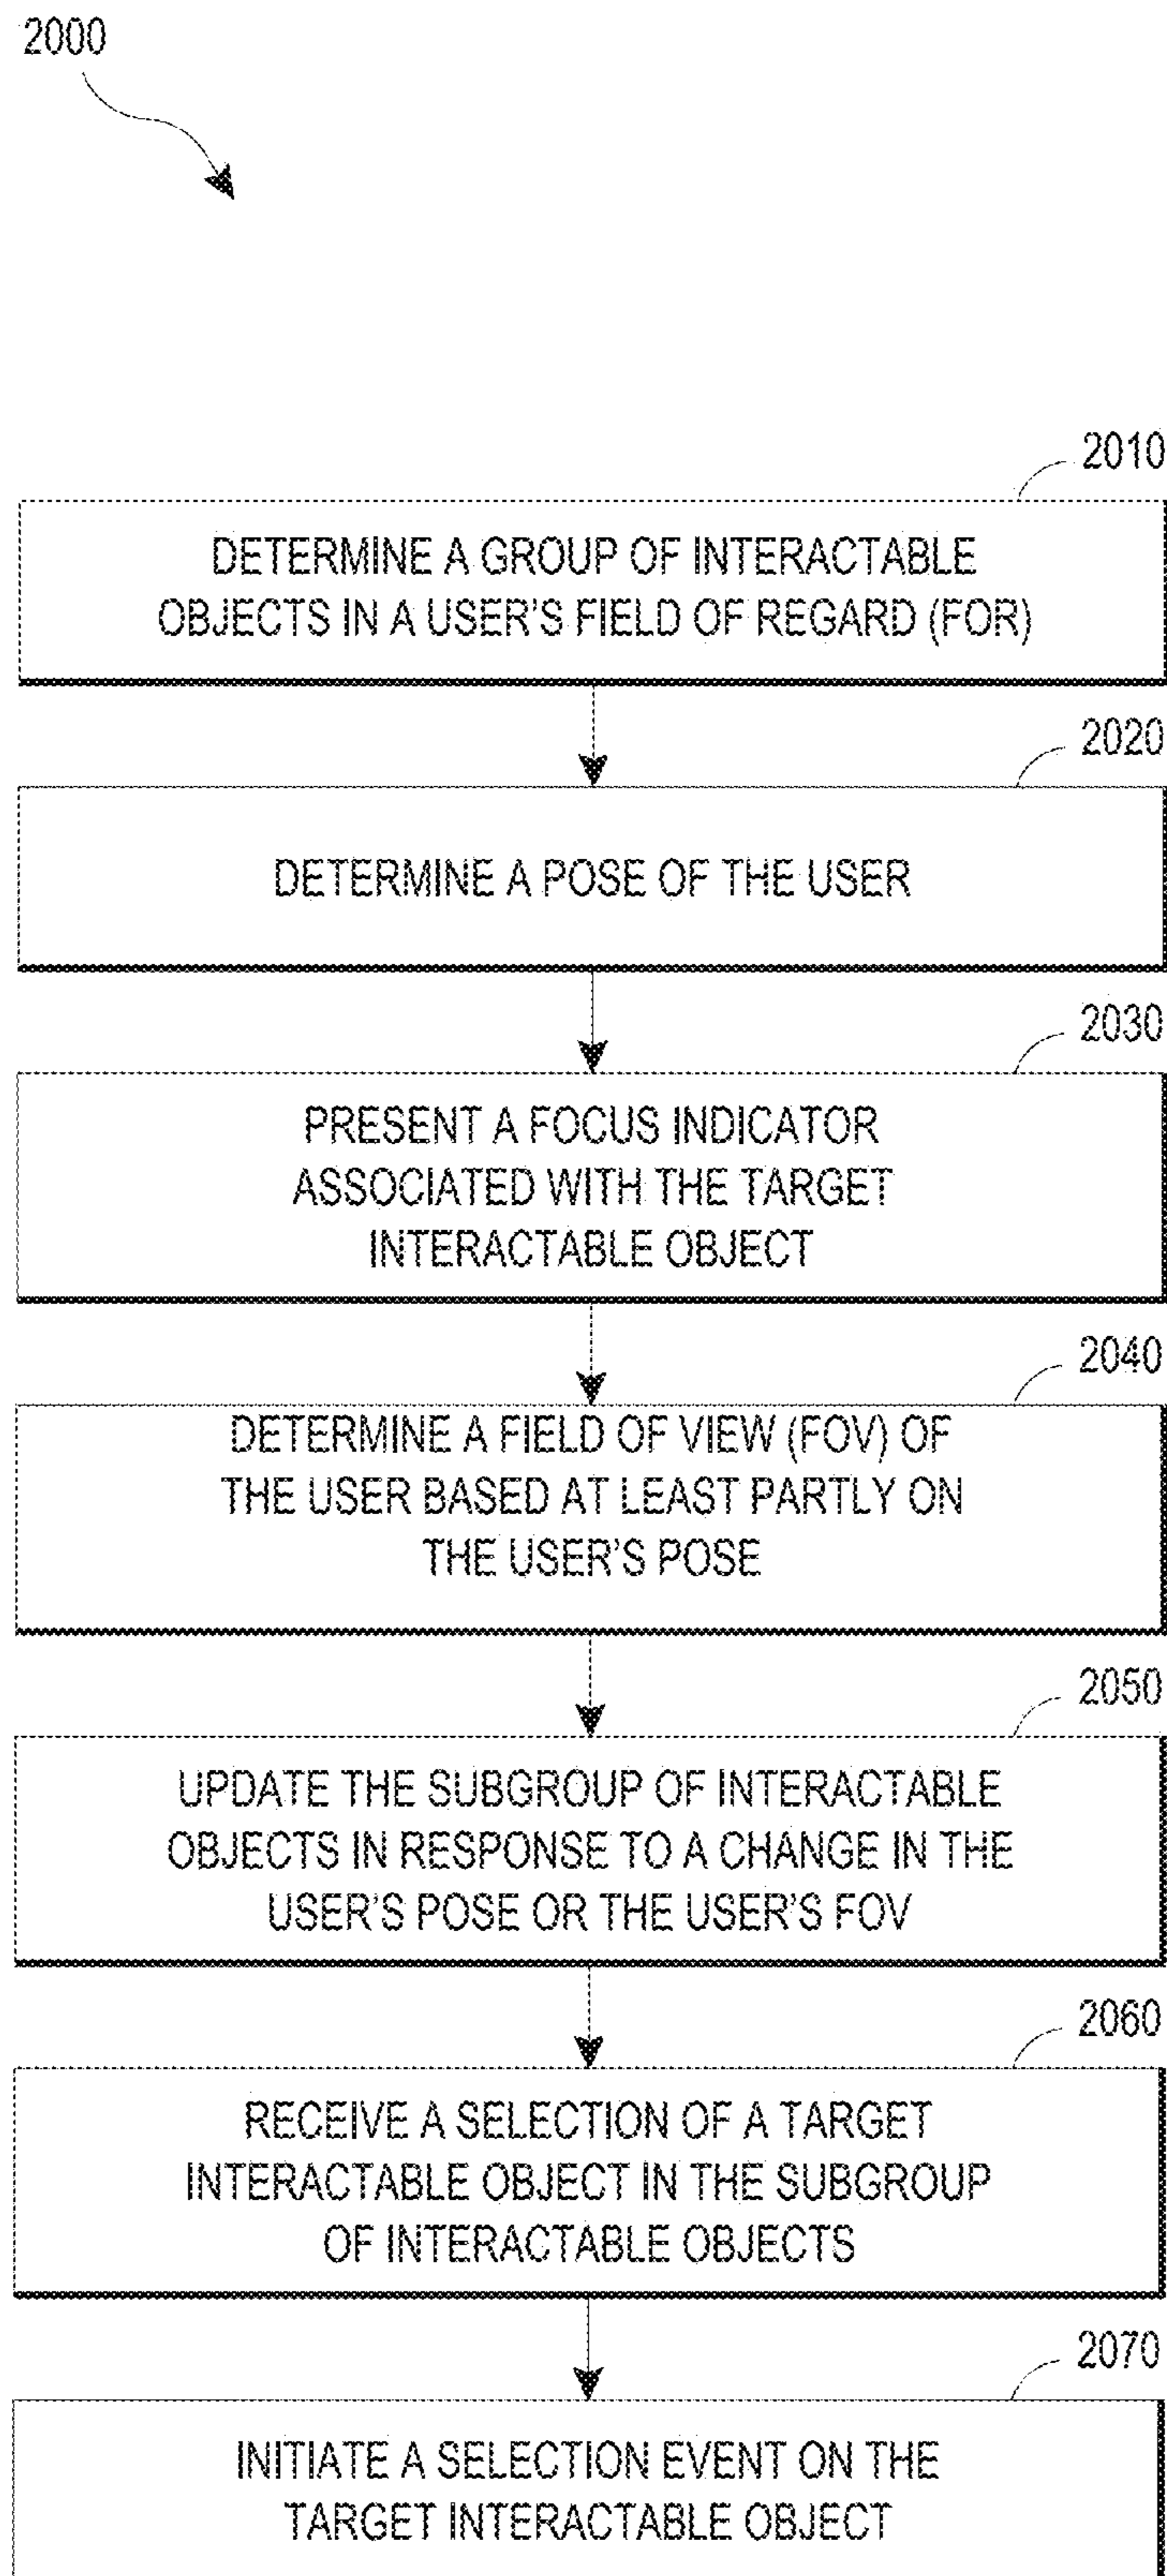 2000
2010
DETERMINE A GROUP OF INTERACTABLE
OBJECTS IN A USER'S FIELD OF REGARD (FOR)
2020
DETERMINE A POSE OF THE USER
2030
PRESENT A FOCUS INDICATOR
ASSOCIATED WITH THE TARGET
INTERACTABLE OBJECT
2040
DETERMINE A FIELD OF VIEW (FOV) OF
THE USER BASED AT LEAST PARTLY ON
THE USER'S POSE
2050
UPDATE THE SUBGROUP OF INTERACTABLE
OBJECTS IN RESPONSE TO A CHANGE IN THE
USER'S POSE OR THE USER'S FOV
2060
RECEIVE A SELECTION OF A TARGET
INTERACTABLE OBJECT IN THE SUBGROUP
OF INTERACTABLE OBJECTS
2070
INITIATE A SELECTION EVENT ON THE
TARGET INTERACTABLE OBJECT